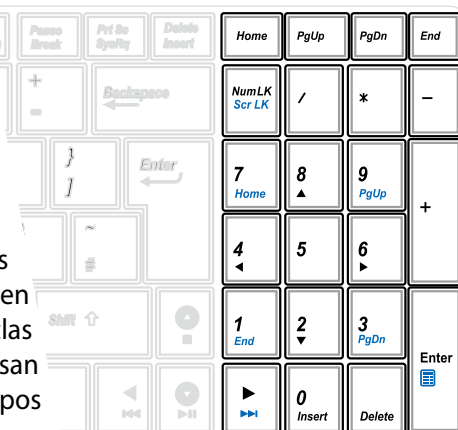 Pause Break Prt Sc SysRq Delete Insert Home PgUp PgDn End
+ = Backspace NumLK Scr LK / * −
} ] Enter 7 Home 8 9 PgUp +
~ # 4 5 6
s
en
Shift 1 End 2 3 PgDn Enter
las
san
pos 0 Insert Delete